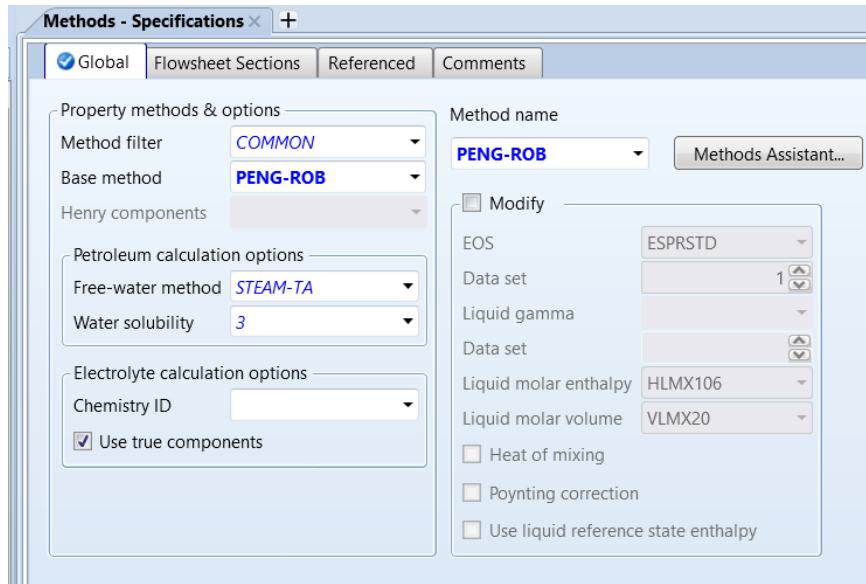 Methods - Specifications × +
Global Flowsheet Sections Referenced Comments
Property methods & options
Method filter COMMON
Base method PENG-ROB
Henry components
Petroleum calculation options
Free-water method STEAM-TA
Water solubility 3
Electrolyte calculation options
Chemistry ID
Use true components
Method name
PENG-ROB Methods Assistant...
Modify
EOS ESPRSTD
Data set 1
Liquid gamma
Data set
Liquid molar enthalpy HLMX106
Liquid molar volume VLMX20
Heat of mixing
Poynting correction
Use liquid reference state enthalpy